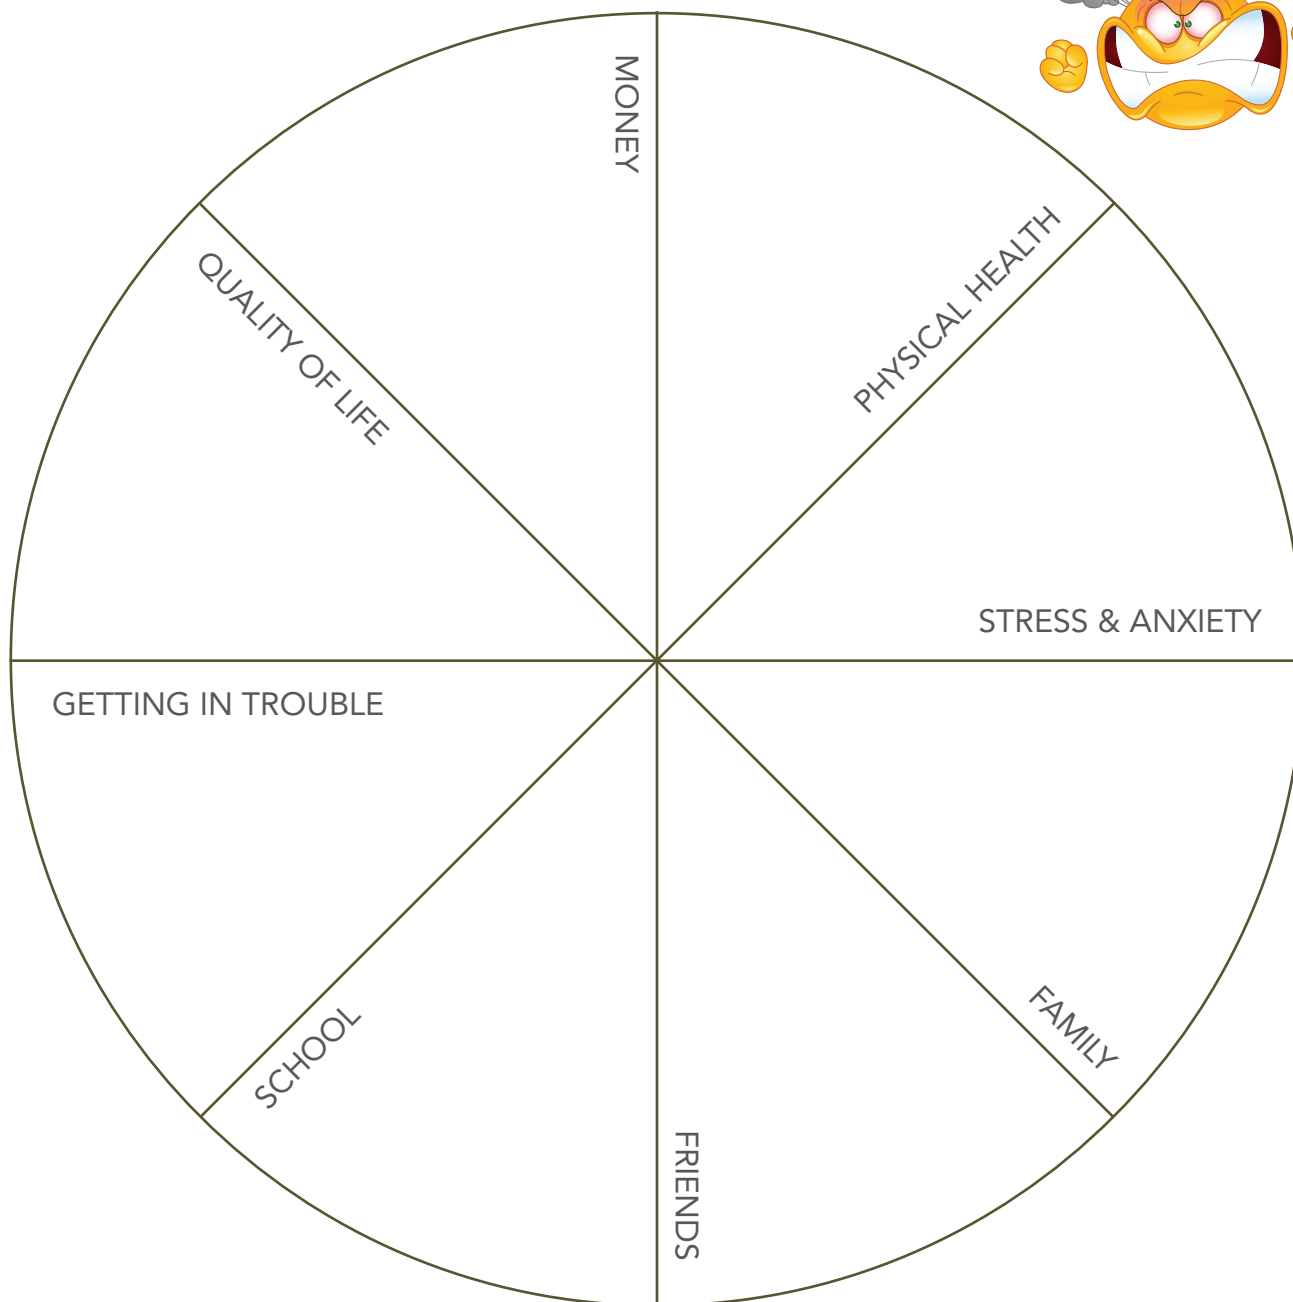 MONEY
PHYSICAL HEALTH
QUALITY OF LIFE
STRESS & ANXIETY
GETTING IN TROUBLE
FAMILY
SCHOOL
FRIENDS